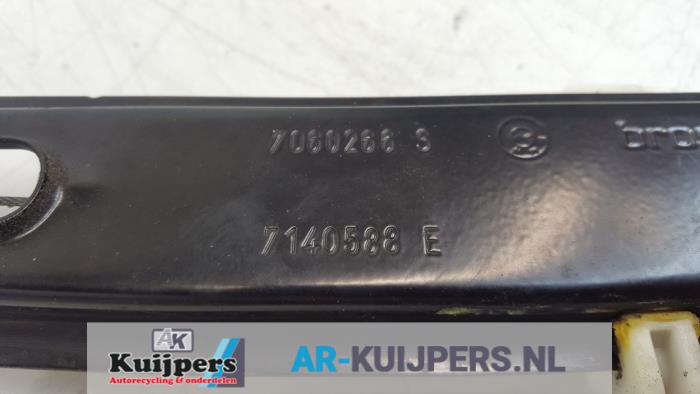 7060266 S
7140588 E
AK
Kuijpers
Autorecycling & onderdelen
AR-KUIJPERS.NL